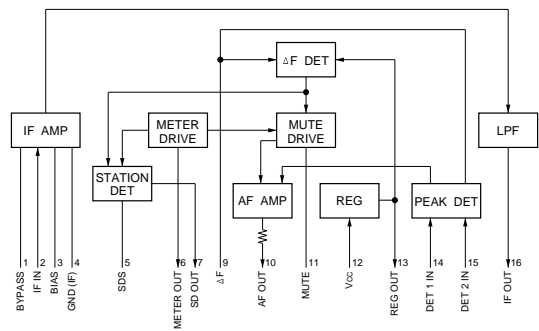 ΔF DET
IF AMP
METER DRIVE
MUTE DRIVE
LPF
STATION DET
AF AMP
REG
PEAK DET
1 BYPASS
2 IF IN
3 BIAS
4 GND (IF)
5 SDS
6 METER OUT
7 SD OUT
9 ΔF
10 AF OUT
11 MUTE
12 Vcc
13 REG OUT
14 DET 1 IN
15 DET 2 IN
16 IF OUT